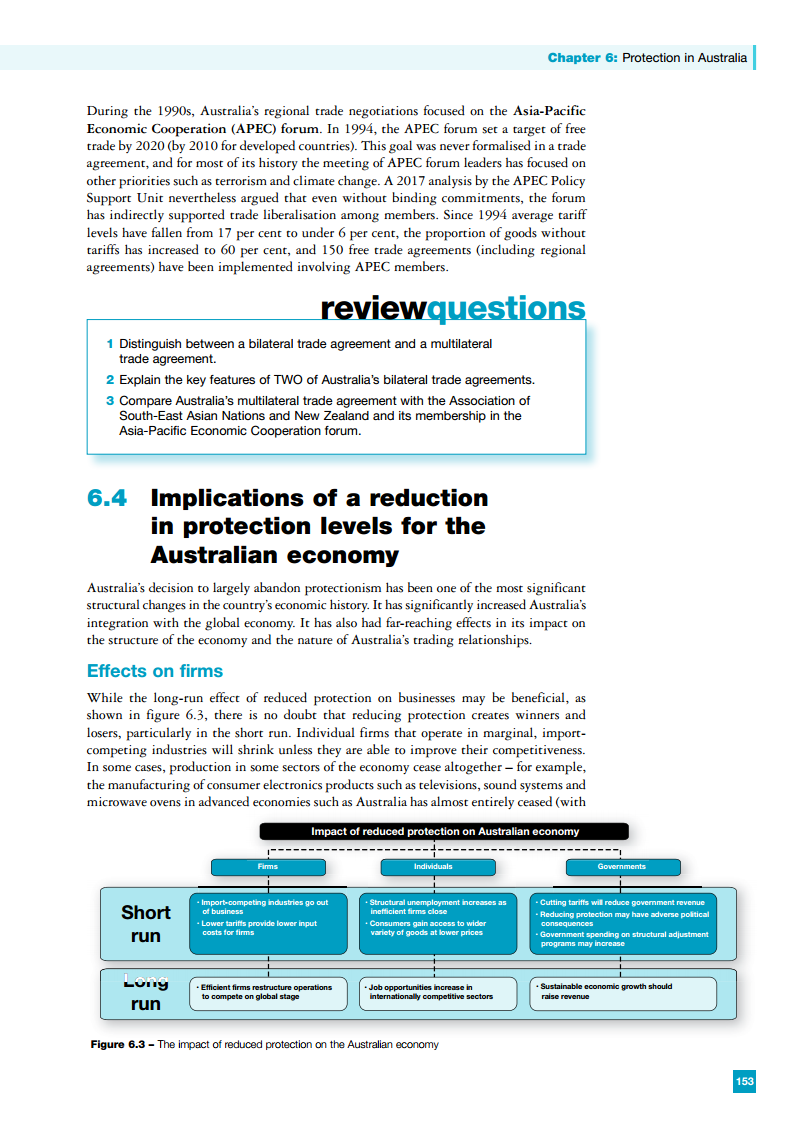 Chapter 6: Protection in Australia
During the 1990s, Australia's regional trade negotiations focused on the Asia-Pacific
Economic Cooperation (APEC) forum. In 1994, the APEC forum set a target of free
trade by 2020 (by 2010 for developed countries). This goal was never formalised in a trade
agreement, and for most of its history the meeting of APEC forum leaders has focused on
other priorities such as terrorism and climate change. A 2017 analysis by the APEC Policy
Support Unit nevertheless argued that even without binding commitments, the forum
has indirectly supported trade liberalisation among members. Since 1994 average tariff
levels have fallen from 17 per cent to under 6 per cent, the proportion of goods without
tariffs has increased to 60 per cent, and 150 free trade agreements (including regional
agreements) have been implemented involving APEC members.
reviewquestions
1 Distinguish between a bilateral trade agreement and a multilateral
trade agreement.
2 Explain the key features of TWO of Australia's bilateral trade agreements.
3 Compare Australia's multilateral trade agreement with the Association of
South-East Asian Nations and New Zealand and its membership in the
Asia-Pacific Economic Cooperation forum.
6.4 Implications of a reduction
in protection levels for the
Australian economy
Australia's decision to largely abandon protectionism has been one of the most significant
structural changes in the country's economic history. It has significantly increased Australia's
integration with the global economy. It has also had far-reaching effects in its impact on
the structure of the economy and the nature of Australia's trading relationships.
Effects on firms
While the long-run effect of reduced protection on businesses may be beneficial, as
shown in figure 6.3, there is no doubt that reducing protection creates winners and
losers, particularly in the short run. Individual firms that operate in marginal, import-
competing industries will shrink unless they are able to improve their competitiveness.
In some cases, production in some sectors of the economy cease altogether – for example,
the manufacturing of consumer electronics products such as televisions, sound systems and
microwave ovens in advanced economies such as Australia has almost entirely ceased (with
Impact of reduced protection on Australian economy
Firms
Individuals
Governments
Short
run
• Import-competing industries go out
of business
• Lower tariffs provide lower input
costs for firms
• Structural unemployment increases as
inefficient firms close
• Consumers gain access to wider
variety of goods at lower prices
• Cutting tariffs will reduce government revenue
• Reducing protection may have adverse political
consequences
• Government spending on structural adjustment
programs may increase
Long
run
• Efficient firms restructure operations
to compete on global stage
• Job opportunities increase in
internationally competitive sectors
• Sustainable economic growth should
raise revenue
Figure 6.3 – The impact of reduced protection on the Australian economy
153